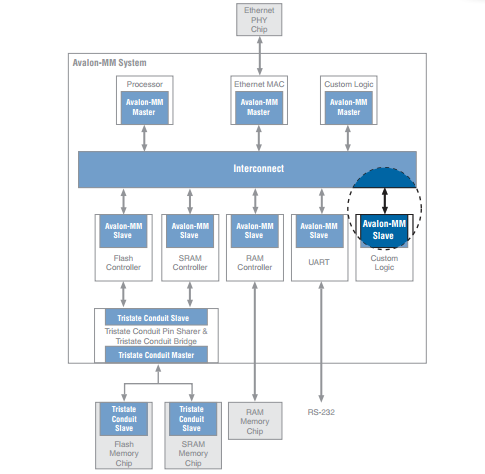 Ethernet
PHY
Chip
Avalon-MM System
Processor
Avalon-MM
Master
Ethernet MAC
Avalon-MM
Master
Custom Logic
Avalon-MM
Master
Interconnect
Avalon-MM
Slave
Flash
Controller
Avalon-MM
Slave
SRAM
Controller
Avalon-MM
Slave
RAM
Controller
Avalon-MM
Slave
UART
Avalon-MM
Slave
Custom
Logic
Tristate Conduit Slave
Tristate Conduit Pin Sharer &
Tristate Conduit Bridge
Tristate Conduit Master
Tristate
Conduit
Slave
Flash
Memory
Chip
Tristate
Conduit
Slave
SRAM
Memory
Chip
RAM
Memory
Chip
RS-232